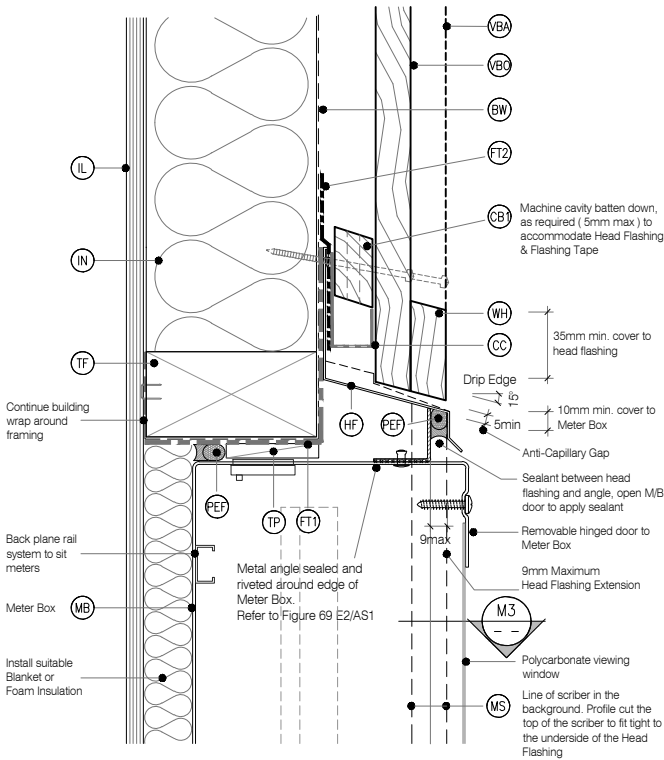 VBA
VBO
BW
IL
FT2
CB1
Machine cavity batten down,
as required ( 5mm max ) to
accommodate Head Flashing
& Flashing Tape
IN
WH
35mm min. cover to
head flashing
CC
TF
Drip Edge
15°
Continue building
wrap around
framing
HF
PEF
5min
10mm min. cover to
Meter Box
Anti-Capillary Gap
Sealant between head
flashing and angle, open M/B
door to apply sealant
PEF
TP
FT1
9max
Removable hinged door to
Meter Box
Back plane rail
system to sit
meters
Metal angle sealed and
riveted around edge of
Meter Box.
Refer to Figure 69 E2/AS1
9mm Maximum
Head Flashing Extension
Meter Box
MB
M3
- -
Install suitable
Blanket or
Foam Insulation
Polycarbonate viewing
window
MS
Line of scriber in the
background. Profile cut the
top of the scriber to fit tight to
the underside of the Head
Flashing